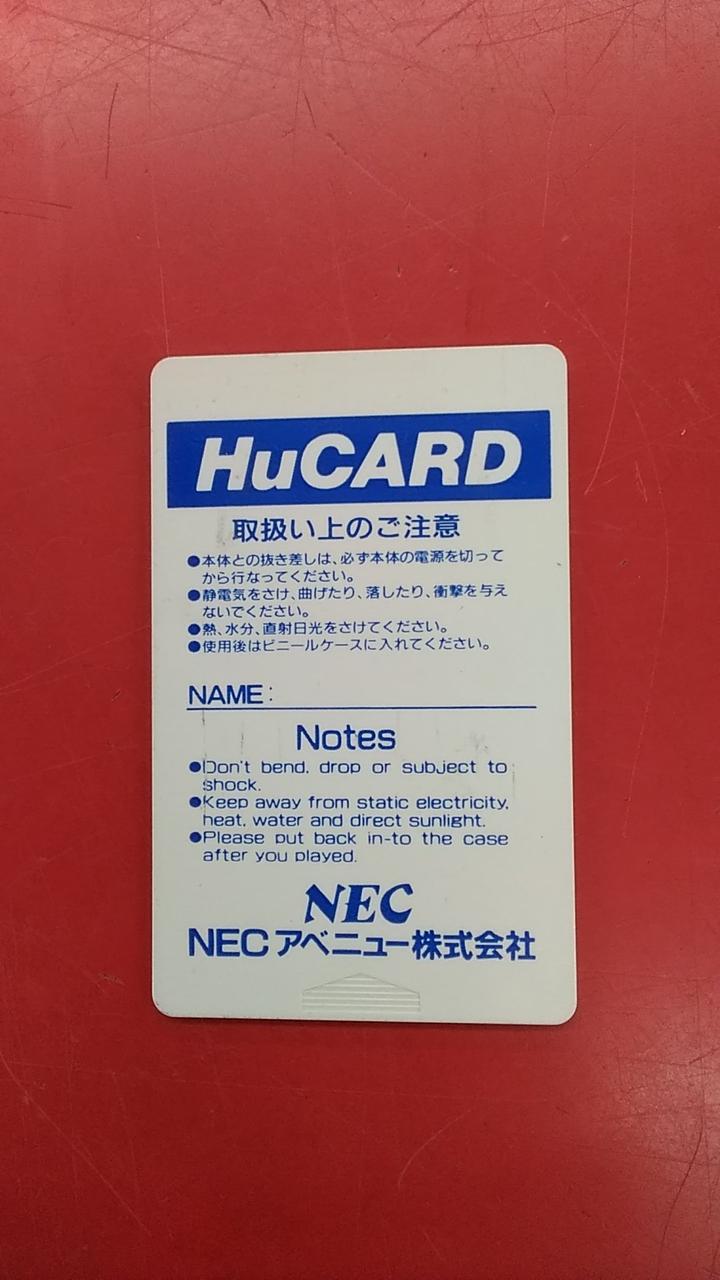 HuCARD
取扱い上のご注意
●本体との抜き差しは、必ず本体の電源を切って
から行なってください。
●静電気をさけ、曲げたり、落したり、衝撃を与え
ないでください。
●熱、水分、直射日光をさけてください。
●使用後はビニールケースに入れてください。
NAME:
Notes
●Don't bend, drop or subject to
shock.
●Keep away from static electricity,
heat, water and direct sunlight.
●Please put back in-to the case
after you played.
NEC
NECアベニュー株式会社